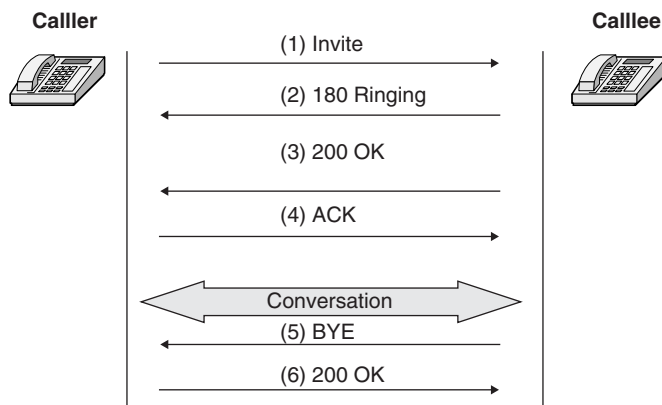 Calller
Calllee
(1) Invite
(2) 180 Ringing
(3) 200 OK
(4) ACK
Conversation
(5) BYE
(6) 200 OK